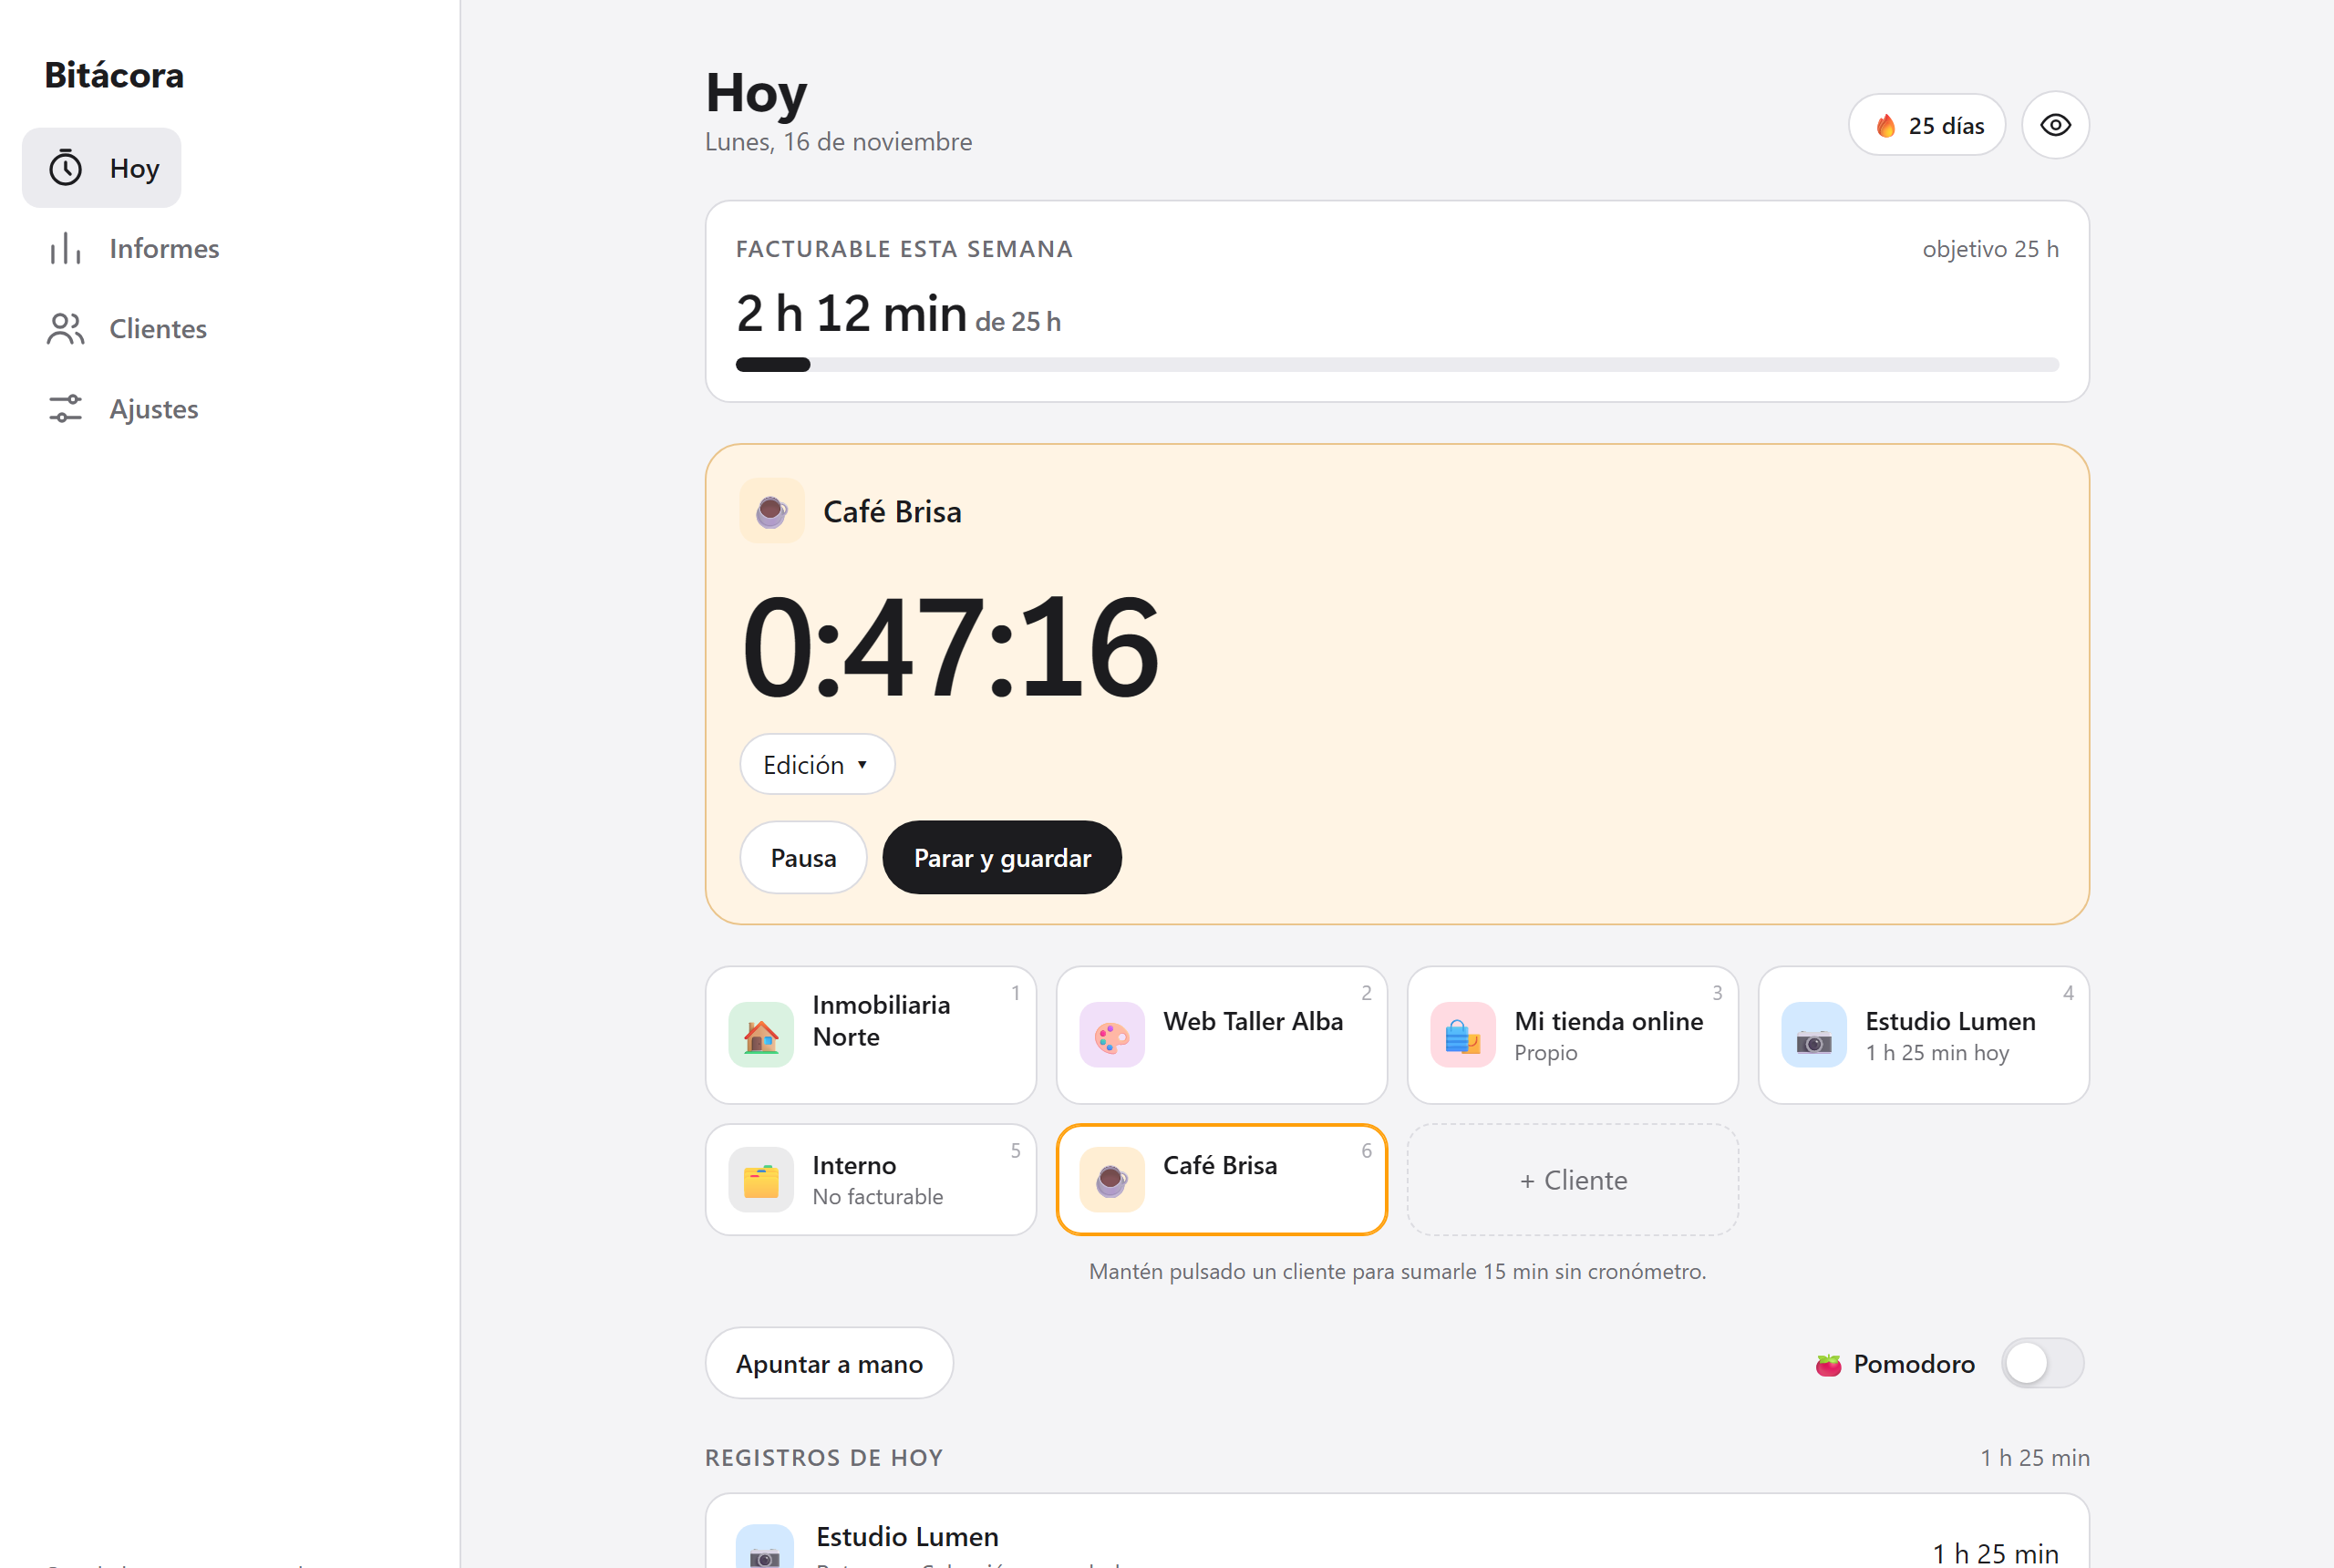 Bitácora
Hoy
Informes
Clientes
Ajustes
Hoy
Lunes, 16 de noviembre
25 días
FACTURABLE ESTA SEMANA
objetivo 25 h
2 h 12 min de 25 h
Café Brisa
0:47:16
Edición ▼
Pausa
Parar y guardar
Inmobiliaria
Norte
1
Web Taller Alba
2
Mi tienda online
Propio
3
Estudio Lumen
1 h 25 min hoy
4
Interno
No facturable
5
Café Brisa
6
+ Cliente
Mantén pulsado un cliente para sumarle 15 min sin cronómetro.
Apuntar a mano
Pomodoro
REGISTROS DE HOY
1 h 25 min
Estudio Lumen
1 h 25 min